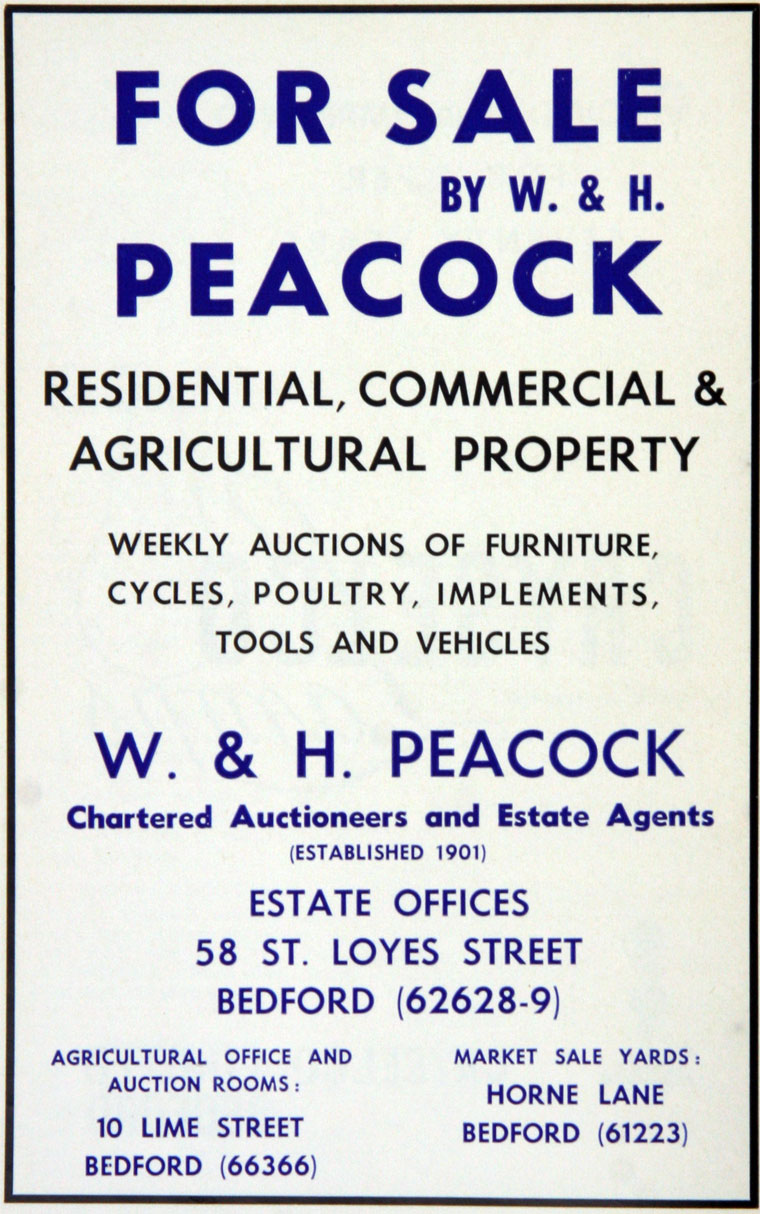 FOR SALE
BY W. & H.
PEACOCK
RESIDENTIAL, COMMERCIAL &
AGRICULTURAL PROPERTY
WEEKLY AUCTIONS OF FURNITURE,
CYCLES, POULTRY, IMPLEMENTS,
TOOLS AND VEHICLES
W. & H. PEACOCK
Chartered Auctioneers and Estate Agents
(ESTABLISHED 1901)
ESTATE OFFICES
58 ST. LOYES STREET
BEDFORD (62628-9)
AGRICULTURAL OFFICE AND
AUCTION ROOMS:
10 LIME STREET
BEDFORD (66366)
MARKET SALE YARDS:
HORNE LANE
BEDFORD (61223)